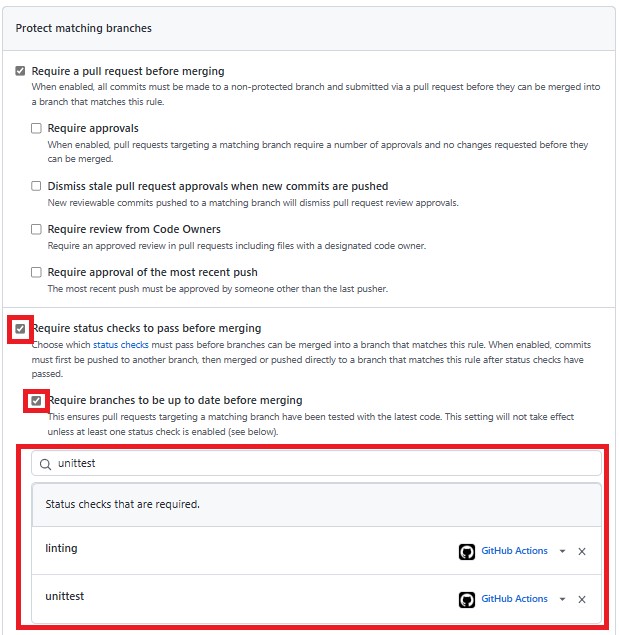 Protect matching branches
Require a pull request before merging
When enabled, all commits must be made to a non-protected branch and submitted via a pull request before they can be merged into
a branch that matches this rule.
Require approvals
When enabled, pull requests targeting a matching branch require a number of approvals and no changes requested before they
can be merged.
Dismiss stale pull request approvals when new commits are pushed
New reviewable commits pushed to a matching branch will dismiss pull request review approvals.
Require review from Code Owners
Require an approved review in pull requests including files with a designated code owner.
Require approval of the most recent push
The most recent push must be approved by someone other than the last pusher.
Require status checks to pass before merging
Choose which status checks must pass before branches can be merged into a branch that matches this rule. When enabled, commits
must first be pushed to another branch, then merged or pushed directly to a branch that matches this rule after status checks have
passed.
Require branches to be up to date before merging
This ensures pull requests targeting a matching branch have been tested with the latest code. This setting will not take effect
unless at least one status check is enabled (see below).
unittest
Status checks that are required.
linting
GitHub Actions
unittest
GitHub Actions